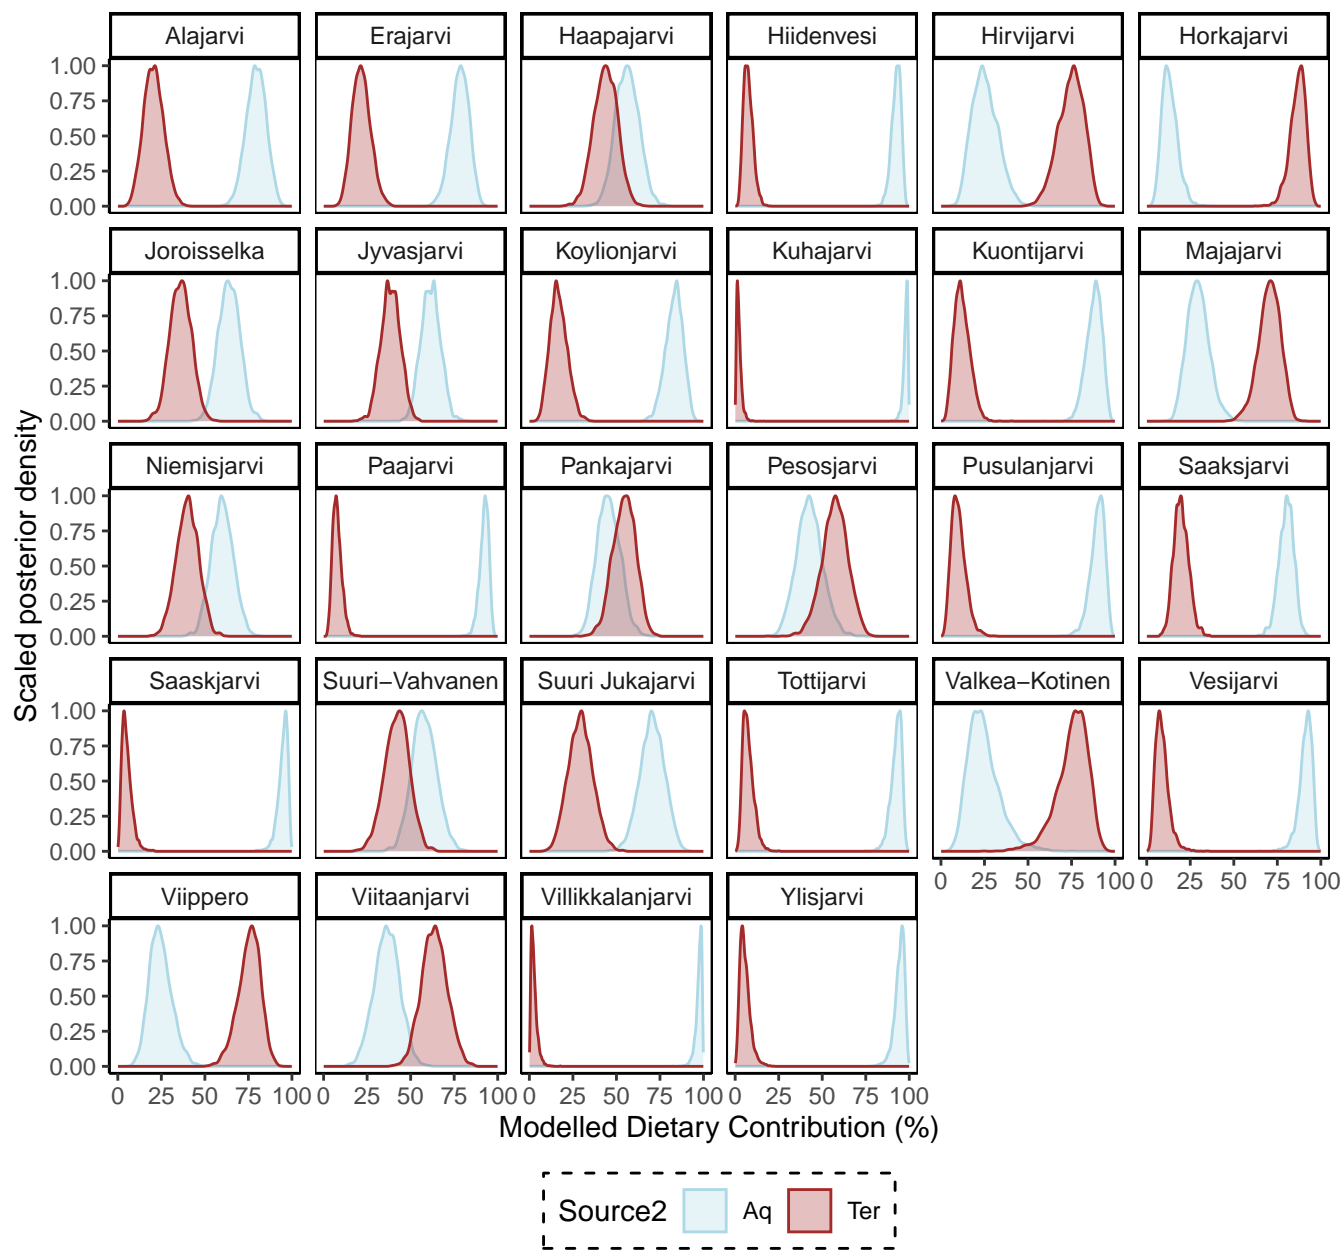 Alajarvi Erajarvi Haapajarvi Hiidenvesi Hirvijarvi Horkajarvi
1.00
0.75
0.50
0.25
0.00
Joroisselka Jyvasjarvi Koylionjarvi Kuhajarvi Kuontijarvi Majajarvi
1.00
0.75
0.50
0.25
0.00
Niemisjarvi Paajarvi Pankajarvi Pesosjarvi Pusulanjarvi Saaksjarvi
1.00
0.75
0.50
0.25
0.00
Scaled posterior density
Saaskjarvi Suuri−Vahvanen Suuri Jukajarvi Tottijarvi Valkea−Kotinen Vesijarvi
1.00
0.75
0.50
0.25
0.00
0 25 50 75 100 0 25 50 75 100
Viippero Viitaanjarvi Villikkalanjarvi Ylisjarvi
1.00
0.75
0.50
0.25
0.00
0 25 50 75 100 0 25 50 75 100 0 25 50 75 100 0 25 50 75 100
Modelled Dietary Contribution (%)
Source2 Aq Ter